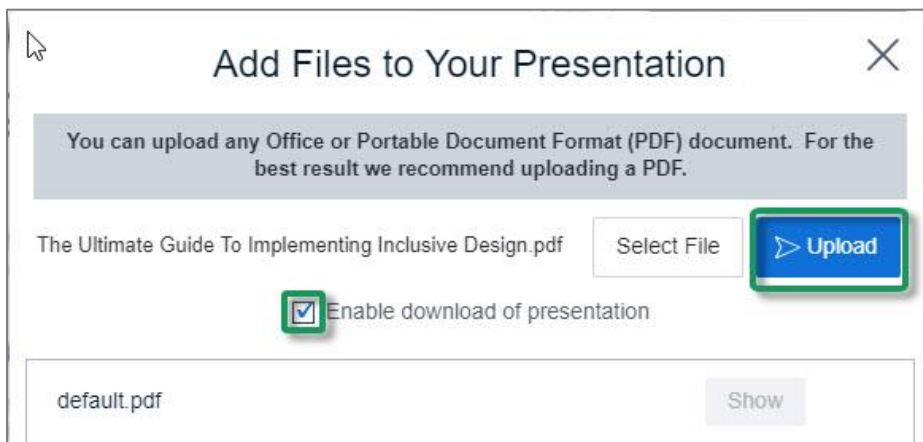 Add Files to Your Presentation
You can upload any Office or Portable Document Format (PDF) document.  For the
best result we recommend uploading a PDF.
The Ultimate Guide To Implementing Inclusive Design.pdf
Select File
Upload
Enable download of presentation
default.pdf
Show